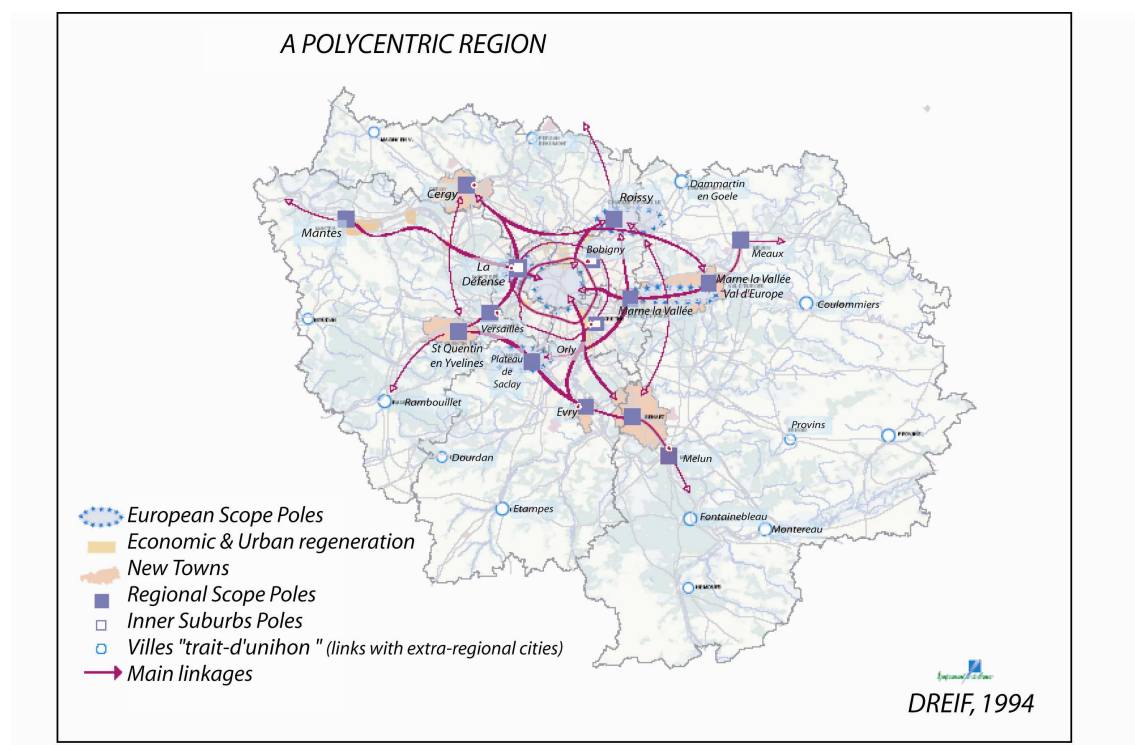 A POLYCENTRIC REGION
Cergy
Roissy
Dammartin
en Goele
Mantes
Bobigny
Meaux
La
Défense
Marne la Vallée
Val d'Europe
Marne la Vallée
Coulommiers
Versailles
St Quentin
en Yvelines
Orly
Plateau
de
Saclay
Rambouillet
Evry
SENART
Provins
PROVINS
Dourdan
Melun
Etampes
Fontainebleau
Montereau
NEMOURS
European Scope Poles
Economic & Urban regeneration
New Towns
Regional Scope Poles
Inner Suburbs Poles
Villes "trait-d'unihon " (links with extra-regional cities)
Main linkages
DREIF, 1994